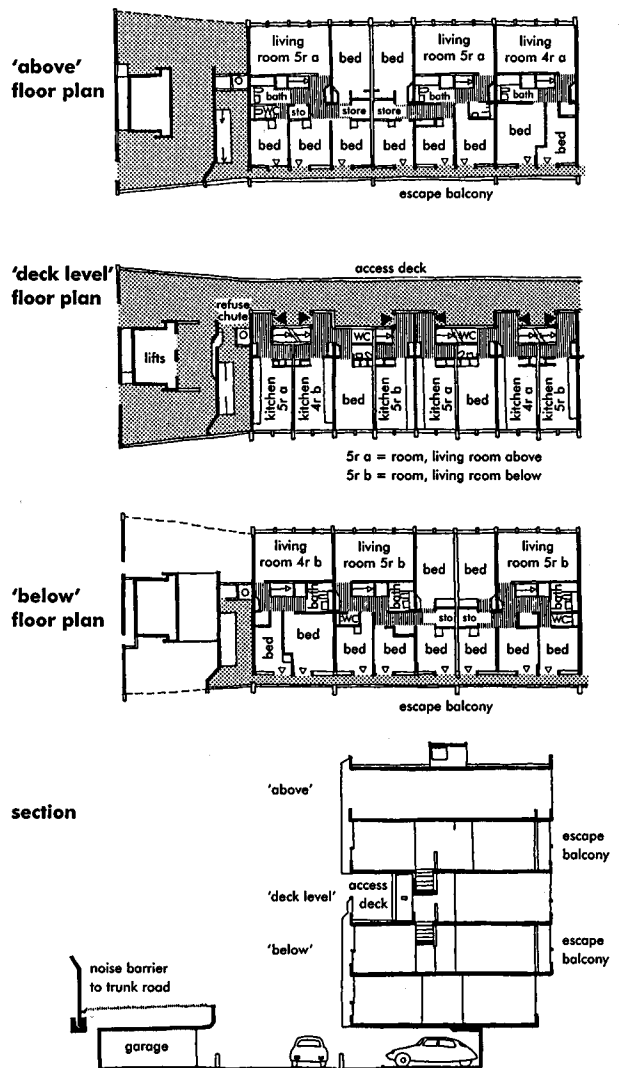 'above'
floor plan
living
room 5r a
bed
bed
living
room 5r a
living
room 4r a
bath
bath
bath
WC
sto
store
store
bed
bed
bed
bed
bed
bed
bed
bed
escape balcony
'deck level'
floor plan
access deck
refuse
chute
lifts
WC
WC
kitchen
5r a
kitchen
4r b
bed
kitchen
5r b
kitchen
5r a
bed
kitchen
4r a
kitchen
5r b
5r a = room, living room above
5r b = room, living room below
'below'
floor plan
living
room 4r b
living
room 5r b
bed
bed
living
room 5r b
bath
bath
bath
WC
sto
sto
WC
bed
bed
bed
bed
bed
bed
bed
bed
escape balcony
section
'above'
escape
balcony
'deck level'
access
deck
'below'
escape
balcony
noise barrier
to trunk road
garage